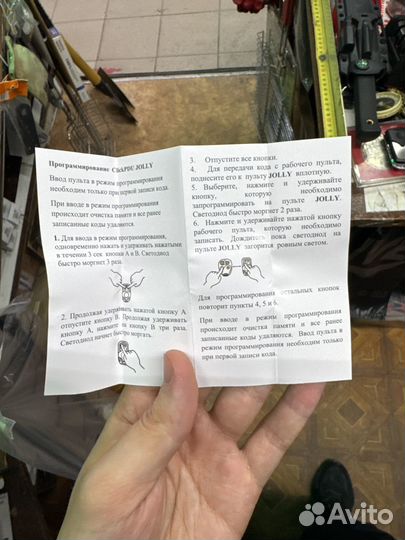 Программирование ClickPDU JOLLY
Ввод пульта в режим программирования
необходим только при первой записи кода.
При вводе в режим программирования
происходит очистка памяти и все ранее
записанные коды удаляются.
1. Для входа в режим программирования,
одновременно нажать и удерживать нажатыми
в течении 3 сек кнопки А и В. Светодиод
быстро моргнет 3 раза.
2. Продолжая удерживать нажатой кнопку А
отпустите кнопку В. Продолжая удерживать
кнопку А, нажмите на кнопку В три раза.
Светодиод начнет быстро моргать.
3. Отпустите все кнопки.
4. Для передачи кода с рабочего пульта,
поднесите его к пульту JOLLY вплотную.
5. Выберите, нажмите и удерживайте
кнопку, которую необходимо
запрограммировать на пульте JOLLY.
Светодиод быстро моргнет 2 раза.
6. Нажмите и удерживайте нажатой кнопку
рабочего пульта, которую необходимо
записать. Дождитесь пока светодиод на
пульте JOLLY загорится ровным светом.
Для программирования остальных кнопок
повторит пункты 4, 5 и 6.
При вводе в режим программирования
происходит очистка памяти и все ранее
записанные коды удаляются. Ввод пульта в
режим программирования необходим только
при первой записи кода.
Avito